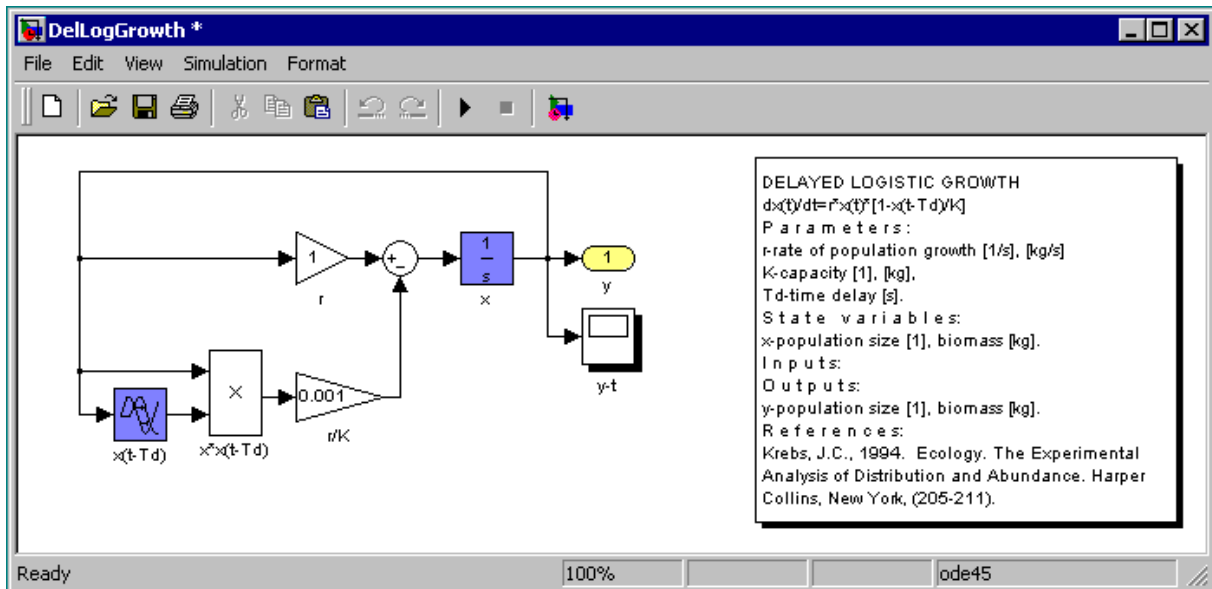 DelLogGrowth *
File Edit View Simulation Format
1
r
+
-
1
s
x
1
y
y-t
x(t-Td)
×
x*x(t-Td)
0.001
r/K
DELAYED LOGISTIC GROWTH
dx(t)/dt=r*x(t)*[1-x(t-Td)/K]
Parameters:
r-rate of population growth [1/s], [kg/s]
K-capacity [1], [kg],
Td-time delay [s].
State variables:
x-population size [1], biomass [kg].
Inputs:
Outputs:
y-population size [1], biomass [kg].
References:
Krebs, J.C., 1994. Ecology. The Experimental
Analysis of Distribution and Abundance. Harper
Collins, New York, (205-211).
Ready 100% ode45